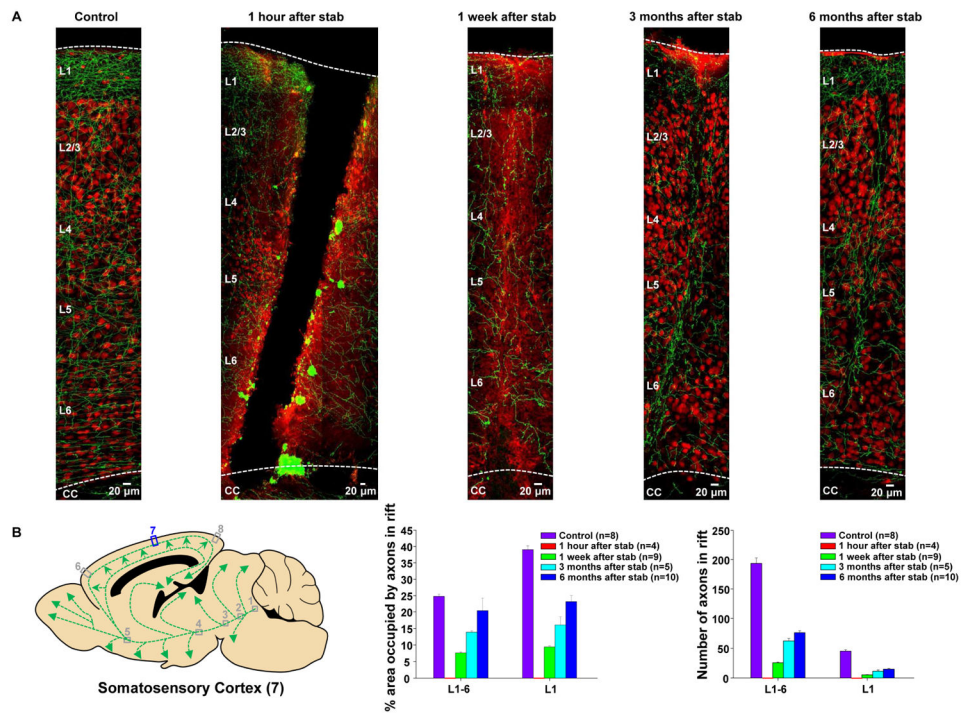 A
Control
1 hour after stab
1 week after stab
3 months after stab
6 months after stab
L1
L2/3
L4
L5
L6
CC
20 µm
L1
L2/3
L4
L5
L6
CC
20 µm
L1
L2/3
L4
L5
L6
CC
20 µm
L1
L2/3
L4
L5
L6
CC
20 µm
L1
L2/3
L4
L5
L6
CC
20 µm
B
7
8
6
5
4
3
2
1
Somatosensory Cortex (7)
% area occupied by axons in rift
45
40
35
30
25
20
15
10
5
0
Control (n=8)
1 hour after stab (n=4)
1 week after stab (n=9)
3 months after stab (n=5)
6 months after stab (n=10)
L1-6
L1
Number of axons in rift
250
200
150
100
50
0
Control (n=8)
1 hour after stab (n=4)
1 week after stab (n=9)
3 months after stab (n=5)
6 months after stab (n=10)
L1-6
L1